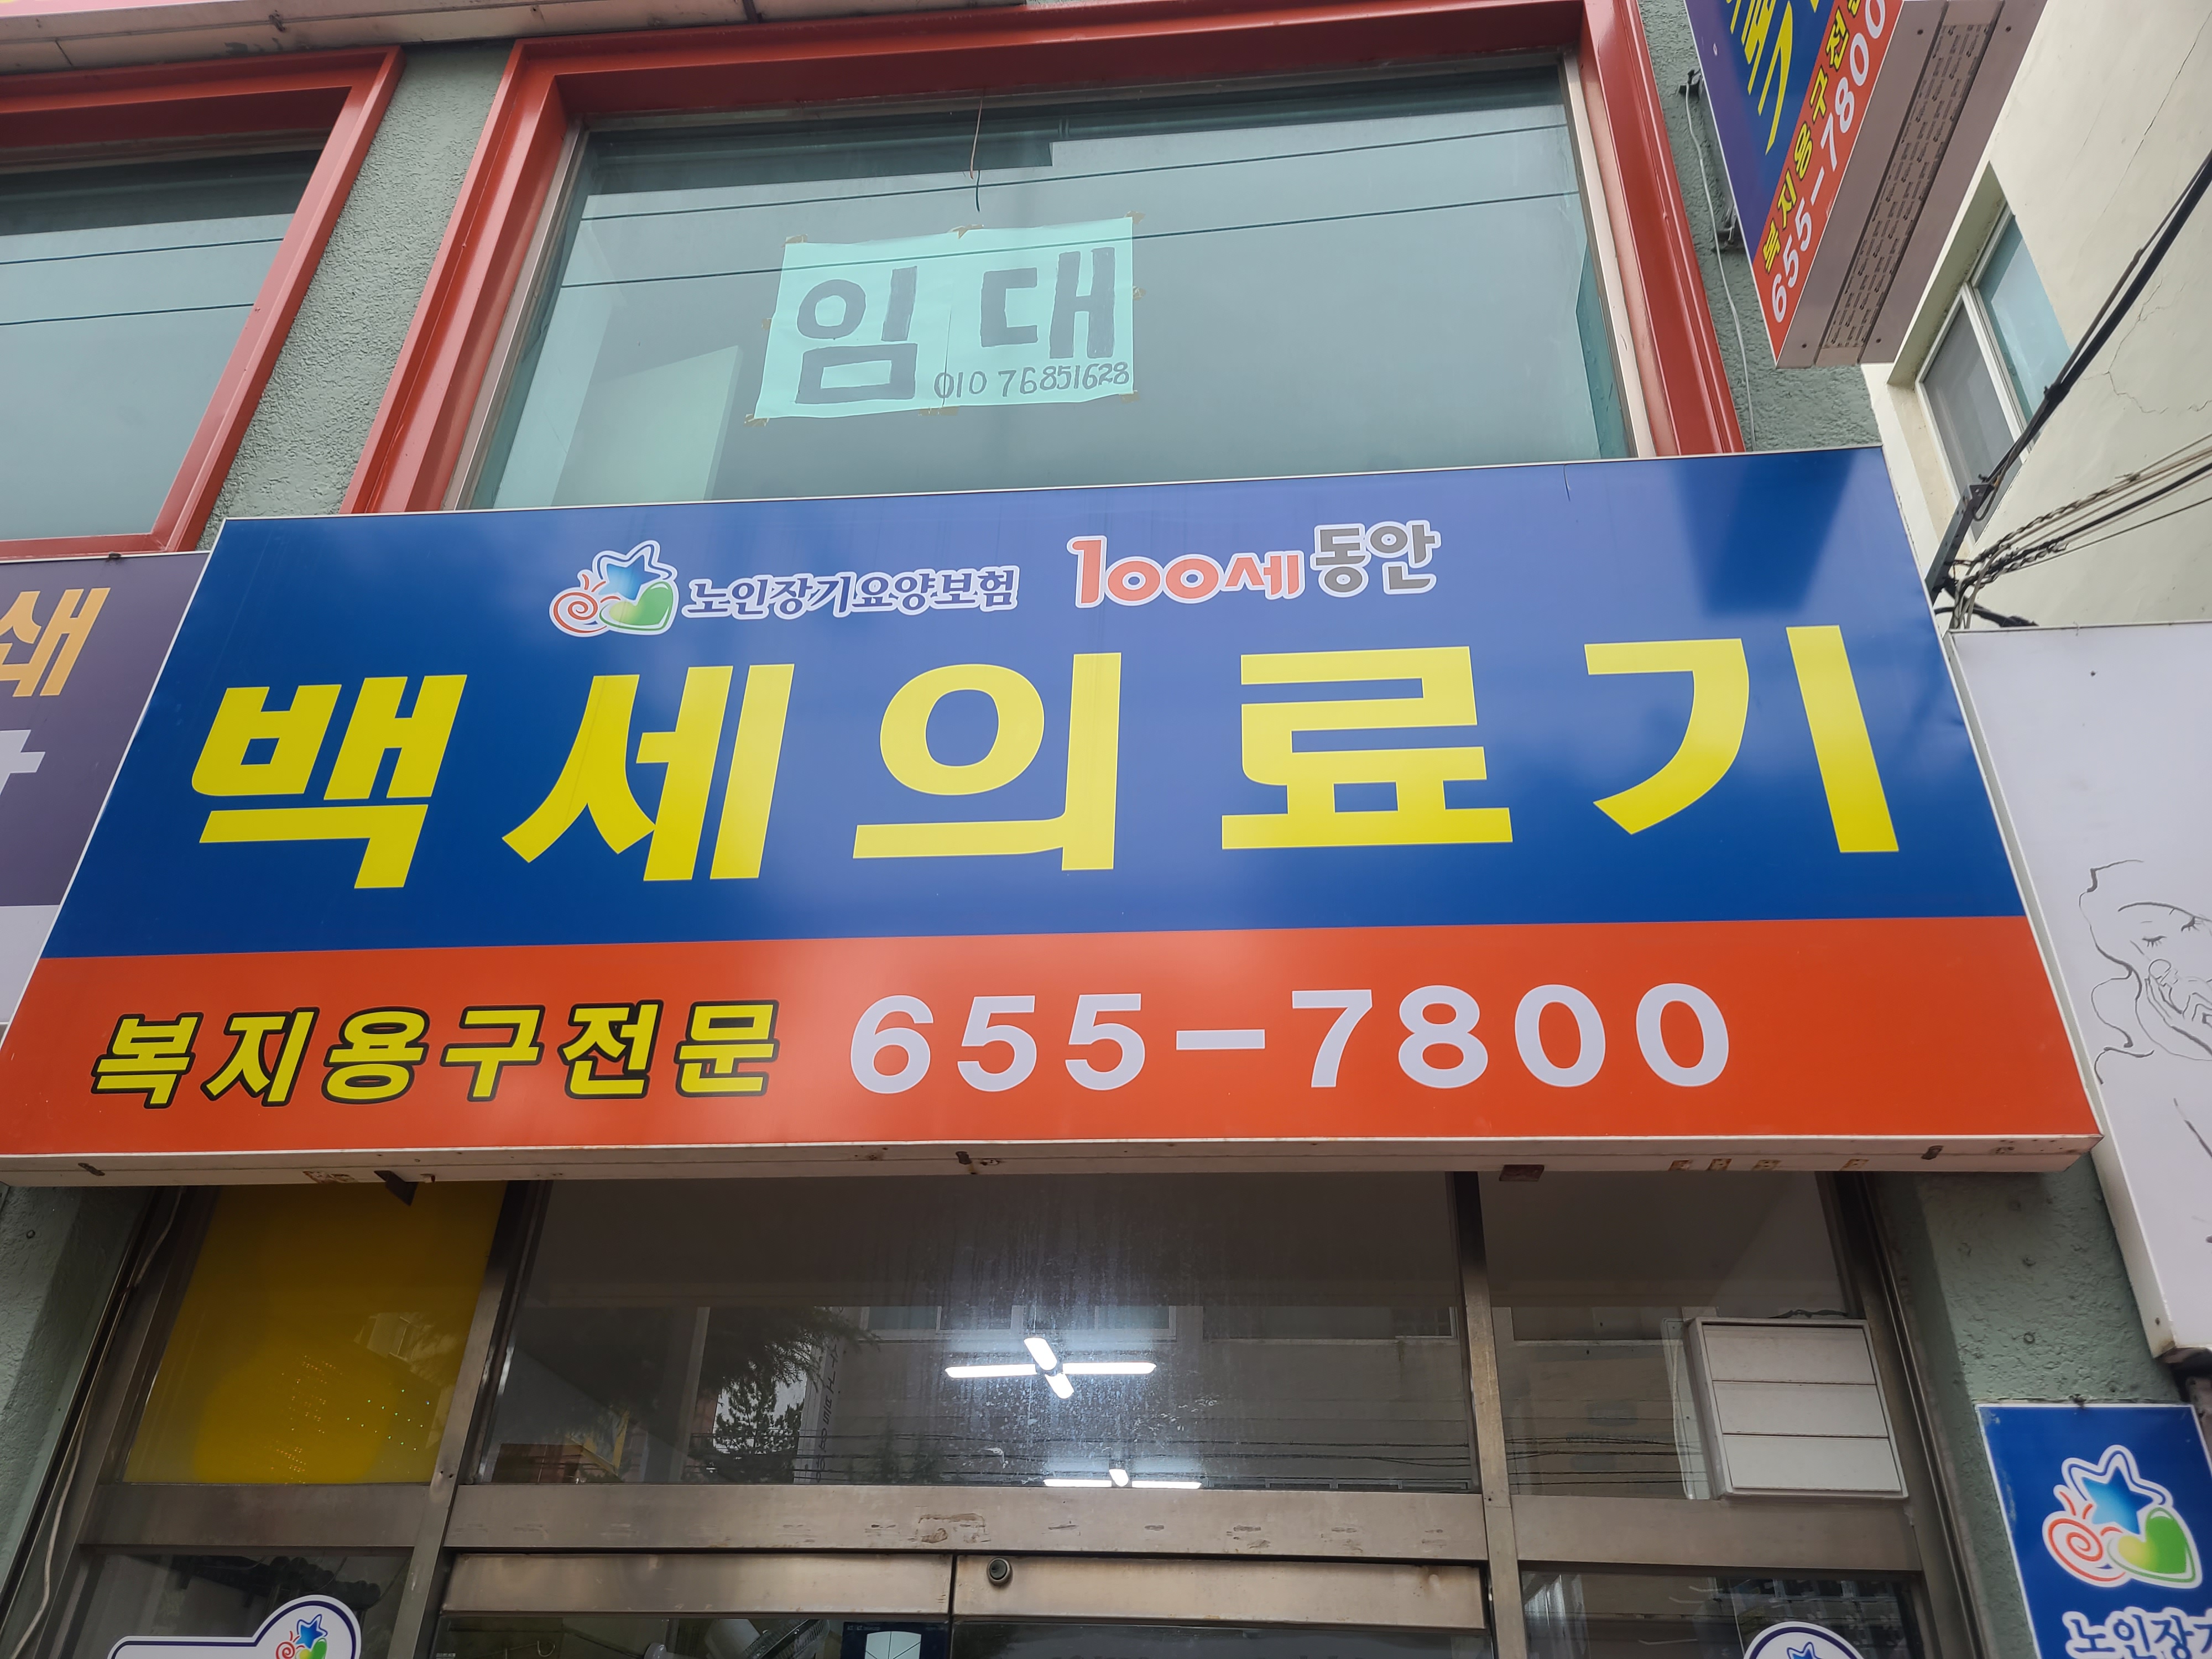 임대
010 76851628
노인장기요양보험 100세동안
백세의료기
복지용구전문 655-7800
복지용구전
655-7800
쇄
노인장기